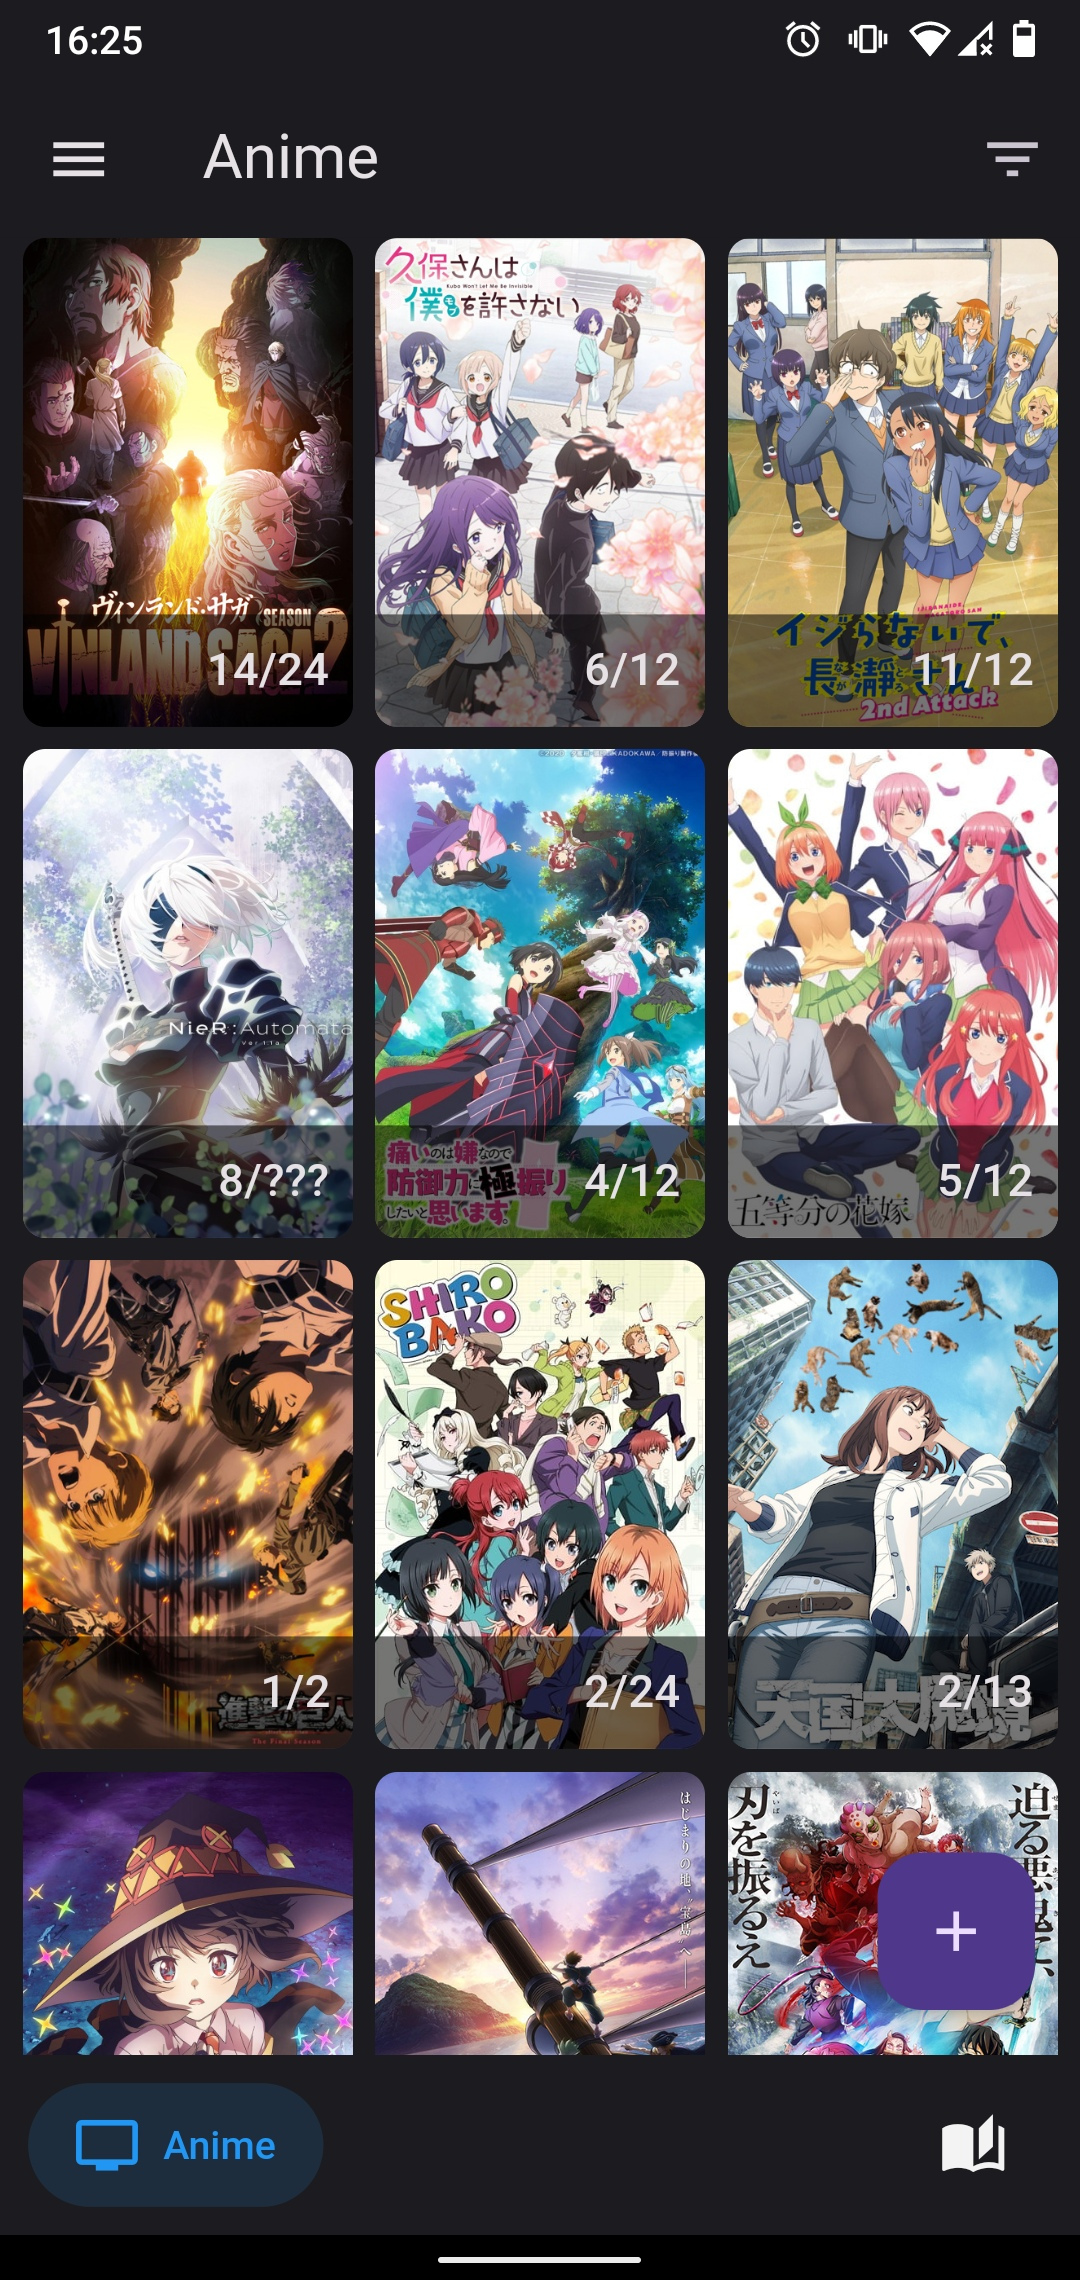 16:25
Anime
ヴィンランド・サガ SEASON
VINLAND SAGA 2
14/24
久保さんは
Kubo Won't Let Me Be Invisible
僕モブを許さない
6/12
イジらないで、
長瀞さん
2nd Attack
11/12
NieR:Automata
Ver1.1a
8/???
痛いのは嫌なので
防御力に極振り
したいと思います。
4/12
五等分の花嫁
5/12
進撃の巨人
The Final Season
1/2
SHIRO
BAKO
2/24
天国大魔境
2/13
はじまりの地、"宝島"へ——
迫る悪鬼に、
刃を振るえ
+
Anime